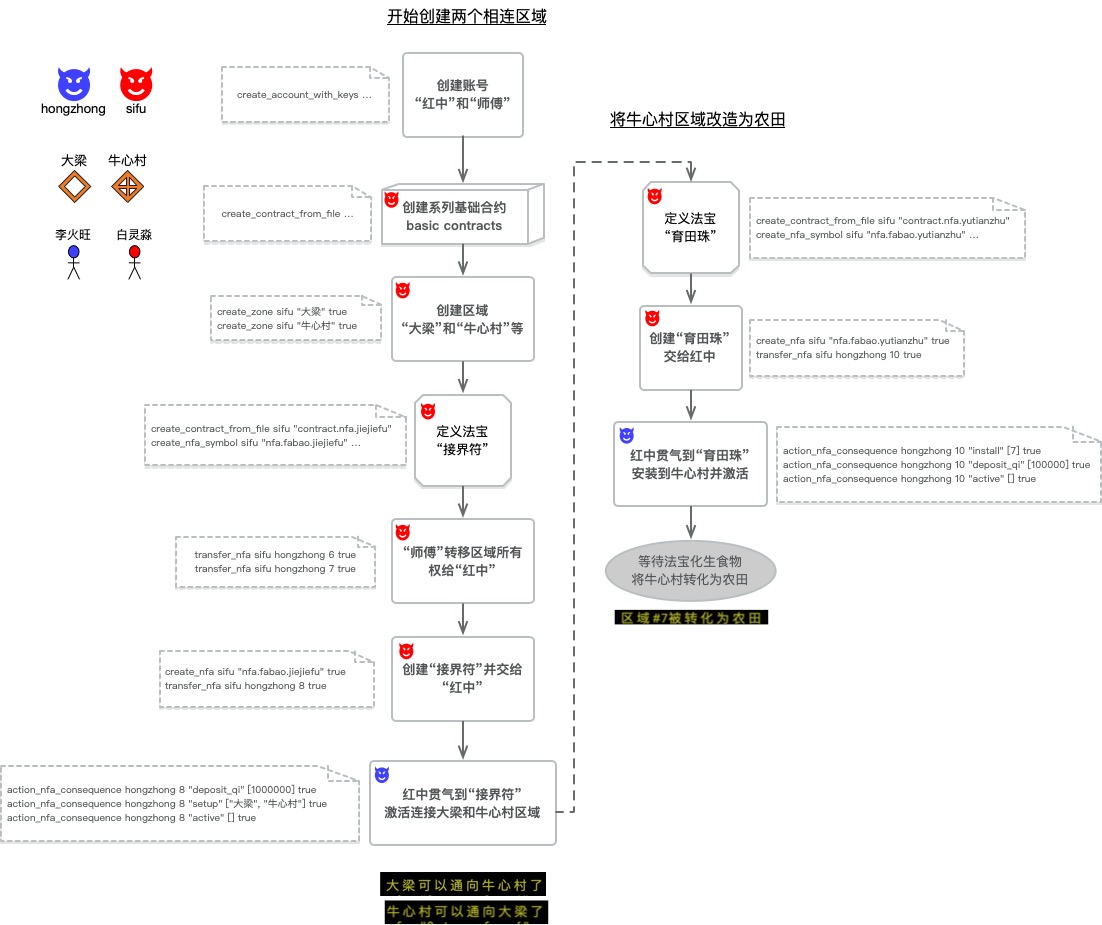 开始创建两个相连区域
hongzhong
sifu
大梁
牛心村
李火旺
白灵淼
create_account_with_keys ...
创建账号
“红中”和“师傅”
create_contract_from_file ...
创建系列基础合约
basic contracts
create_zone sifu "大梁" true
create_zone sifu "牛心村" true
创建区域
“大梁”和“牛心村”等
create_contract_from_file sifu "contract.nfa.jiejiefu"
create_nfa_symbol sifu "nfa.fabao.jiejiefu" ...
定义法宝
“接界符”
transfer_nfa sifu hongzhong 6 true
transfer_nfa sifu hongzhong 7 true
“师傅”转移区域所有
权给“红中”
create_nfa sifu "nfa.fabao.jiejiefu" true
transfer_nfa sifu hongzhong 8 true
创建“接界符”并交给
“红中”
action_nfa_consequence hongzhong 8 "deposit_qi" [1000000] true
action_nfa_consequence hongzhong 8 "setup" ["大梁", "牛心村"] true
action_nfa_consequence hongzhong 8 "active" [] true
红中贯气到“接界符”
激活连接大梁和牛心村区域
大梁可以通向牛心村了
牛心村可以通向大梁了
将牛心村区域改造为农田
定义法宝
“育田珠”
create_contract_from_file sifu "contract.nfa.yutianzhu"
create_nfa_symbol sifu "nfa.fabao.yutianzhu" ...
创建“育田珠”
交给红中
create_nfa sifu "nfa.fabao.yutianzhu" true
transfer_nfa sifu hongzhong 10 true
红中贯气到“育田珠”
安装到牛心村并激活
action_nfa_consequence hongzhong 10 "install" [7] true
action_nfa_consequence hongzhong 10 "deposit_qi" [100000] true
action_nfa_consequence hongzhong 10 "active" [] true
等待法宝化生食物
将牛心村转化为农田
区域#7被转化为农田